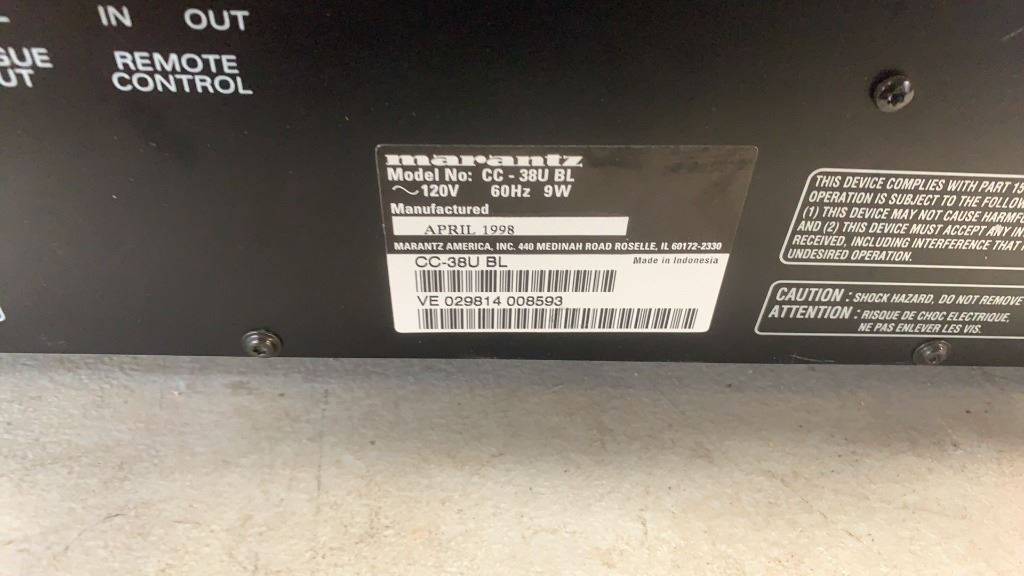 IN OUT
REMOTE
CONTROL
marantz
Model No: CC - 38U BL
~120V 60Hz 9W
Manufactured
APRIL 1998
MARANTZ AMERICA, INC. 440 MEDINAH ROAD ROSELLE, IL 60172-2330
CC-38U BL Made in Indonesia
VE 029814 008593
THIS DEVICE COMPLIES WITH PART 15
OPERATION IS SUBJECT TO THE
(1) THIS DEVICE MAY NOT CAUSE
AND (2) THIS DEVICE MUST ACCEPT
RECEIVED, INCLUDING INTERFERENCE THAT
UNDESIRED OPERATION.
CAUTION : SHOCK HAZARD, DO NOT REMOVE
ATTENTION : RISQUE DE CHOC ELECTRIQUE,
NE PAS ENLEVER LES VIS.